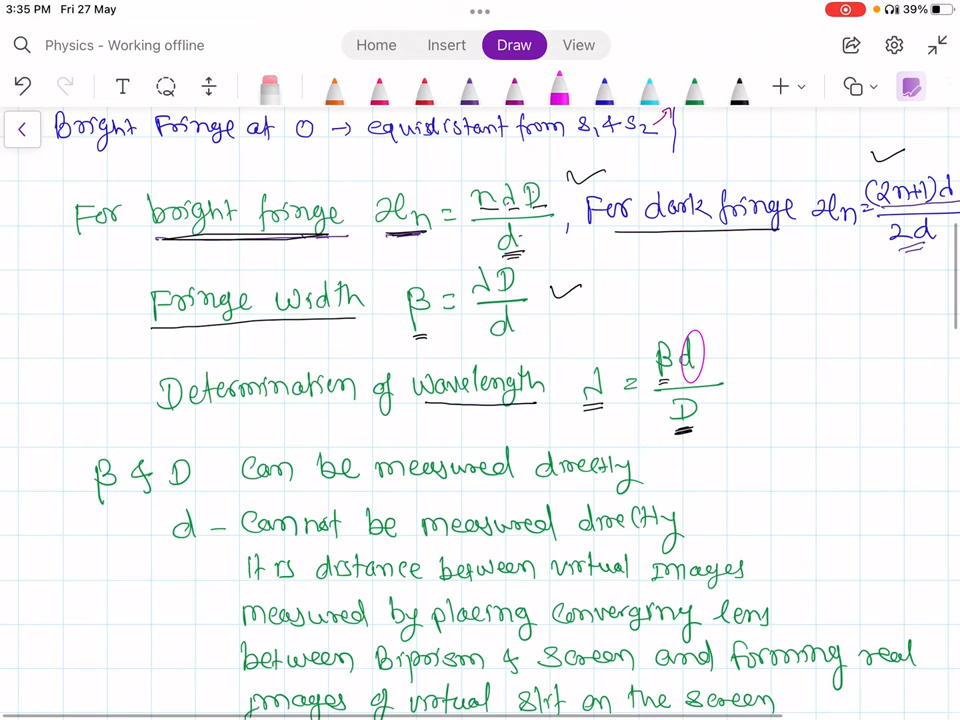 3:35 PM Fri 27 May
39%
Physics - Working offline
Home Insert Draw View
T
Bright Fringe at O → equidistant from S₁ & S₂
For bright fringe xₙ = nλD/d, For dark fringe xₙ = (2n+1)d/2d
Fringe width β = λD/d
Determination of wavelength λ = βd/D
β & D Can be measured directly
d - Cannot be measured directly
It is distance between virtual images
measured by placing converging lens
between Biprism & Screen and forming real
images of virtual slit on the screen